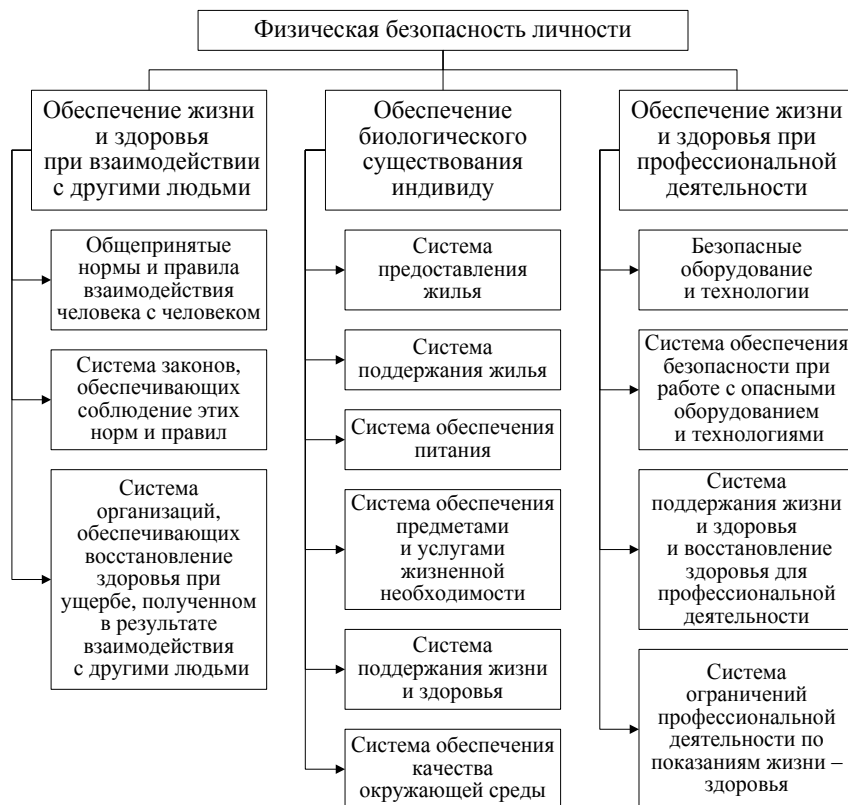 Физическая безопасность личности
Обеспечение жизни
и здоровья
при взаимодействии
с другими людьми
Общепринятые
нормы и правила
взаимодействия
человека с человеком
Система законов,
обеспечивающих
соблюдение этих
норм и правил
Система
организаций,
обеспечивающих
восстановление
здоровья при
ущербе, полученном
в результате
взаимодействия
с другими людьми
Обеспечение
биологического
существования
индивиду
Система
предоставления
жилья
Система
поддержания жилья
Система обеспечения
питания
Система обеспечения
предметами
и услугами
жизненной
необходимости
Система
поддержания жизни
и здоровья
Система обеспечения
качества
окружающей среды
Обеспечение жизни
и здоровья при
профессиональной
деятельности
Безопасные
оборудование
и технологии
Система обеспечения
безопасности при
работе с опасными
оборудованием
и технологиями
Система
поддержания жизни
и здоровья
и восстановление
здоровья для
профессиональной
деятельности
Система
ограничений
профессиональной
деятельности по
показаниям жизни –
здоровья